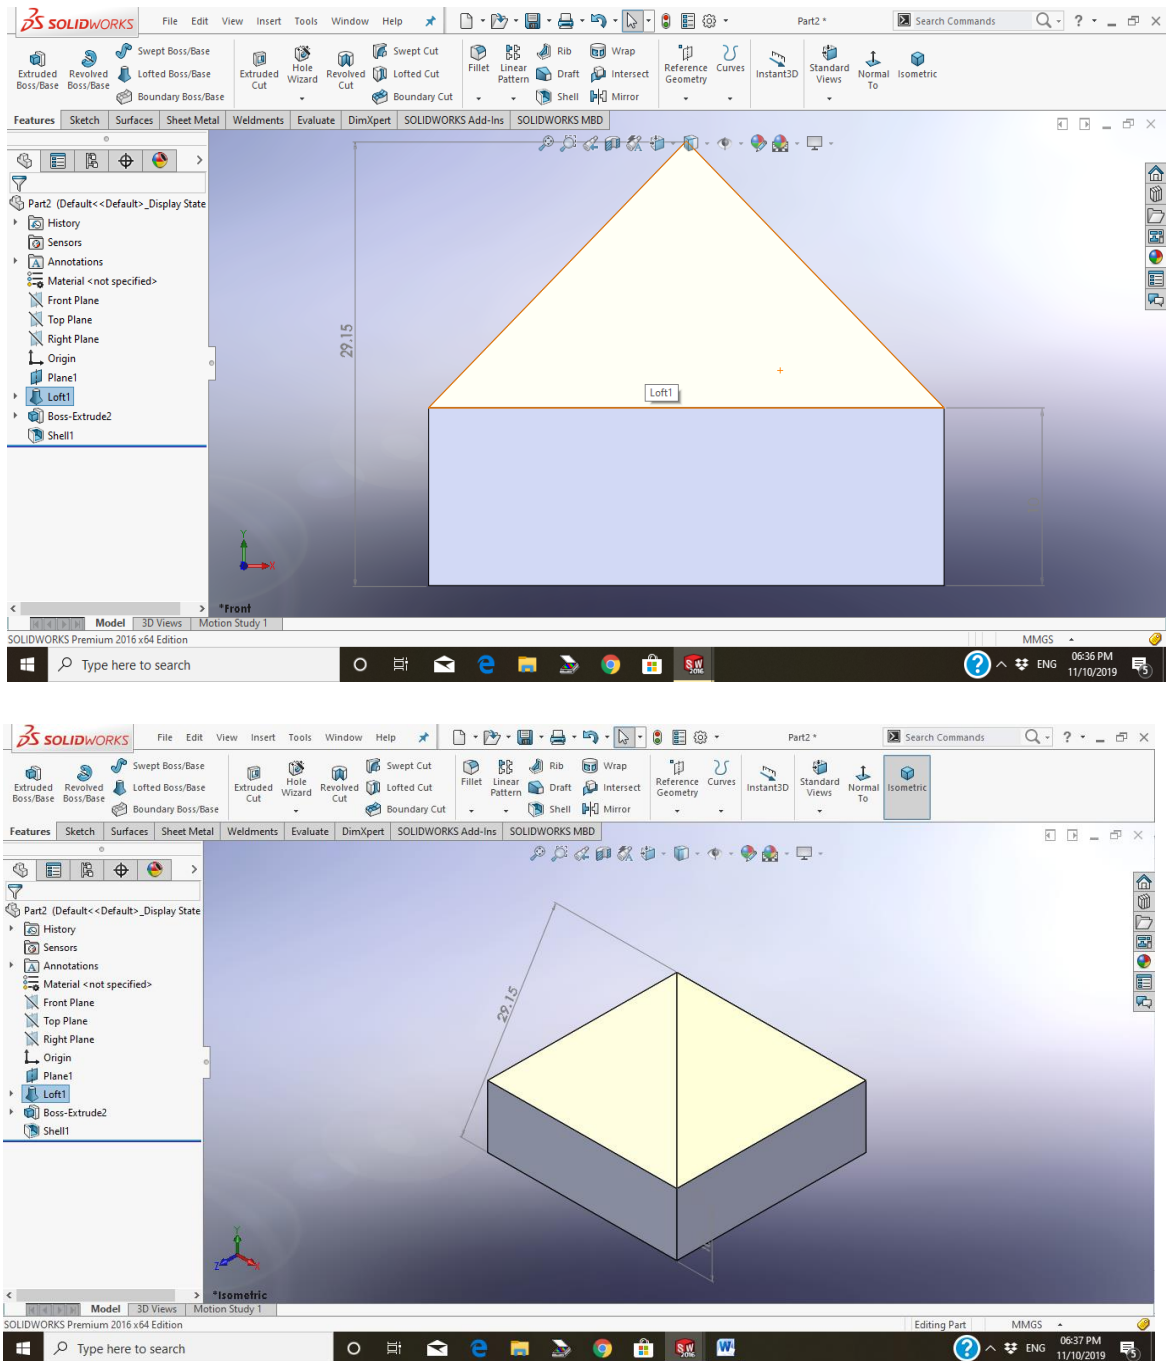 SOLIDWORKS File Edit View Insert Tools Window Help Part2 * Search Commands ?
Extruded Boss/Base Revolved Boss/Base Swept Boss/Base Lofted Boss/Base Boundary Boss/Base Extruded Cut Hole Wizard Revolved Cut Swept Cut Lofted Cut Boundary Cut Fillet Linear Pattern Rib Draft Shell Wrap Intersect Mirror Reference Geometry Curves Instant3D Standard Views Normal To Isometric
Features Sketch Surfaces Sheet Metal Weldments Evaluate DimXpert SOLIDWORKS Add-Ins SOLIDWORKS MBD
Part2 (Default<<Default>_Display State
History
Sensors
Annotations
Material <not specified>
Front Plane
Top Plane
Right Plane
Origin
Plane1
Loft1
Boss-Extrude2
Shell1
29.15
Loft1
Y
X
*Front
Model 3D Views Motion Study 1
SOLIDWORKS Premium 2016 x64 Edition MMGS
Type here to search ENG 06:36 PM
11/10/2019
SOLIDWORKS File Edit View Insert Tools Window Help Part2 * Search Commands ?
Extruded Boss/Base Revolved Boss/Base Swept Boss/Base Lofted Boss/Base Boundary Boss/Base Extruded Cut Hole Wizard Revolved Cut Swept Cut Lofted Cut Boundary Cut Fillet Linear Pattern Rib Draft Shell Wrap Intersect Mirror Reference Geometry Curves Instant3D Standard Views Normal To Isometric
Features Sketch Surfaces Sheet Metal Weldments Evaluate DimXpert SOLIDWORKS Add-Ins SOLIDWORKS MBD
Part2 (Default<<Default>_Display State
History
Sensors
Annotations
Material <not specified>
Front Plane
Top Plane
Right Plane
Origin
Plane1
Loft1
Boss-Extrude2
Shell1
29.15
Y
Z X
*Isometric
Model 3D Views Motion Study 1
SOLIDWORKS Premium 2016 x64 Edition Editing Part MMGS
Type here to search ENG 06:37 PM
11/10/2019